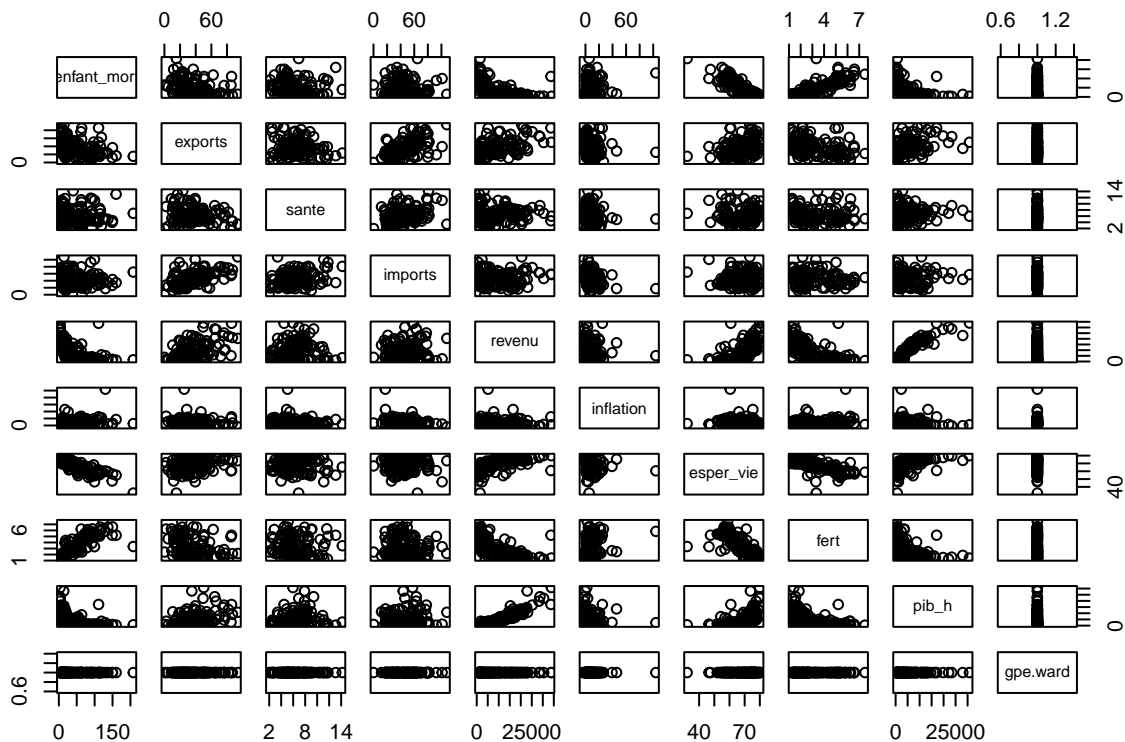 0 60 0 60 0 60 1 4 7 0.6 1.2
enfant_mor 0
0 exports
sante 2 14
0 imports
revenu 0
0 inflation
esper_vie 40
1 6 fert
pib_h 0
0.6 gpe.ward
0 150 2 6 10 14 0 25000 40 70 0 25000